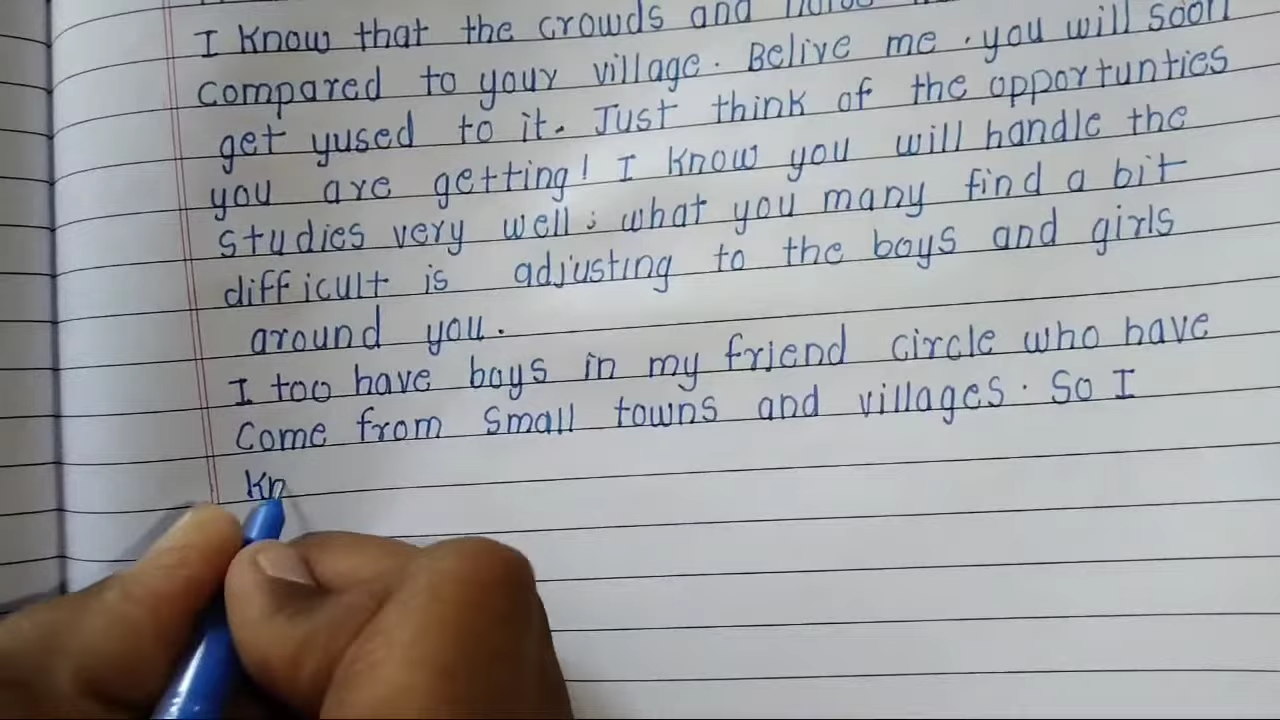 I know that the crowds and
compared to your village. Belive me. you will soon
get yused to it. Just think of the opportunties
you are getting! I know you will handle the
studies very well; what you many find a bit
difficult is adjusting to the boys and girls
around you.
I too have boys in my friend circle who have
Come from small towns and villages. So I
Kn